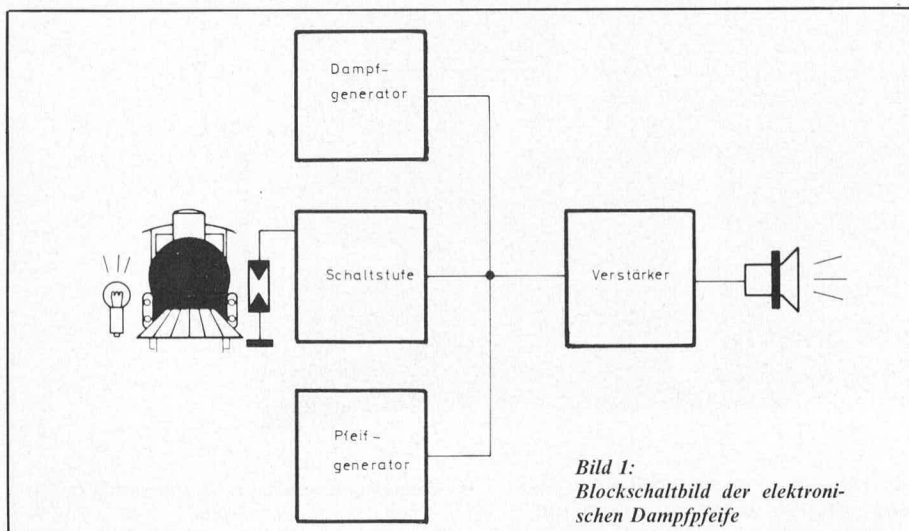 Dampf-
generator
Schaltstufe
Verstärker
Pfeif-
generator
Bild 1:
Blockschaltbild der elektroni-
schen Dampfpfeife